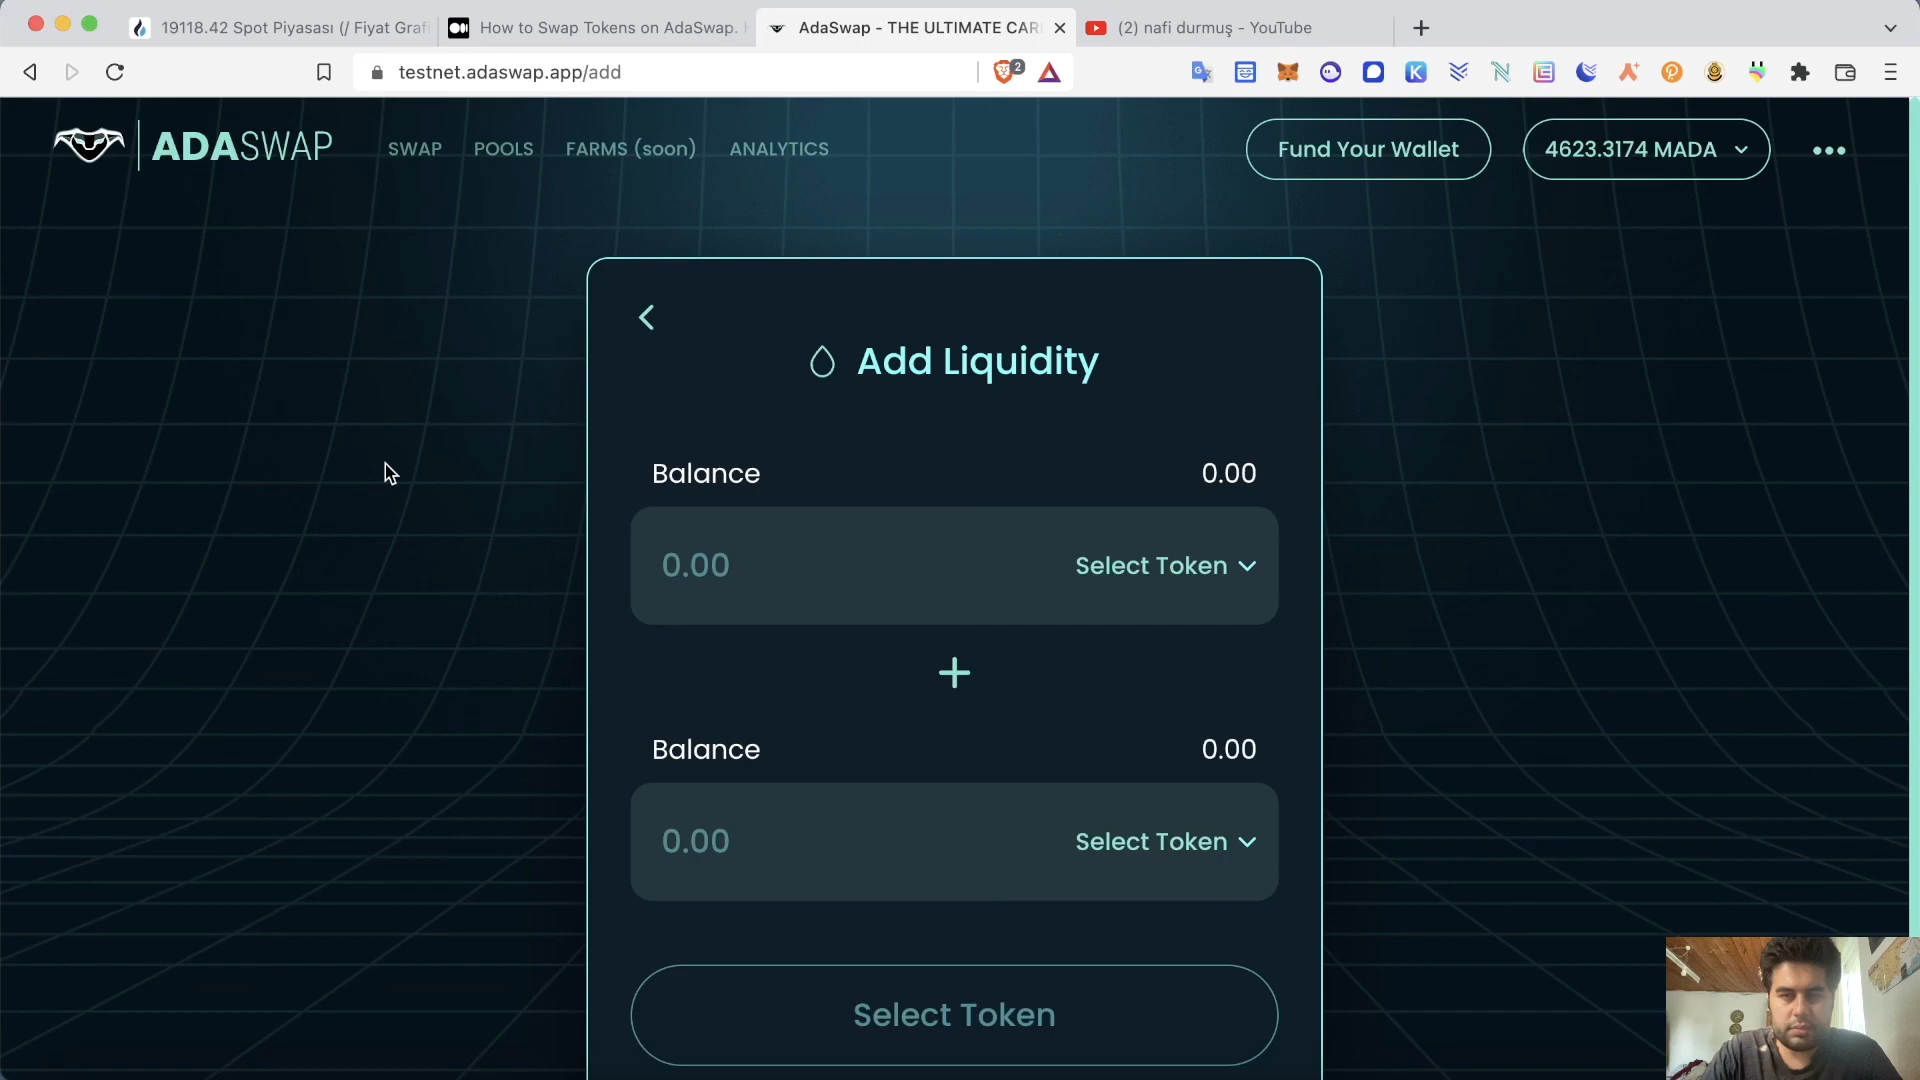 19118.42 Spot Piyasası (/ Fiyat Grafi
How to Swap Tokens on AdaSwap.
AdaSwap - THE ULTIMATE CAR
(2) nafi durmuş - YouTube
testnet.adaswap.app/add
2
ADASWAP
SWAP
POOLS
FARMS (soon)
ANALYTICS
Fund Your Wallet
4623.3174 MADA
Add Liquidity
Balance 0.00
0.00 Select Token
Balance 0.00
0.00 Select Token
Select Token